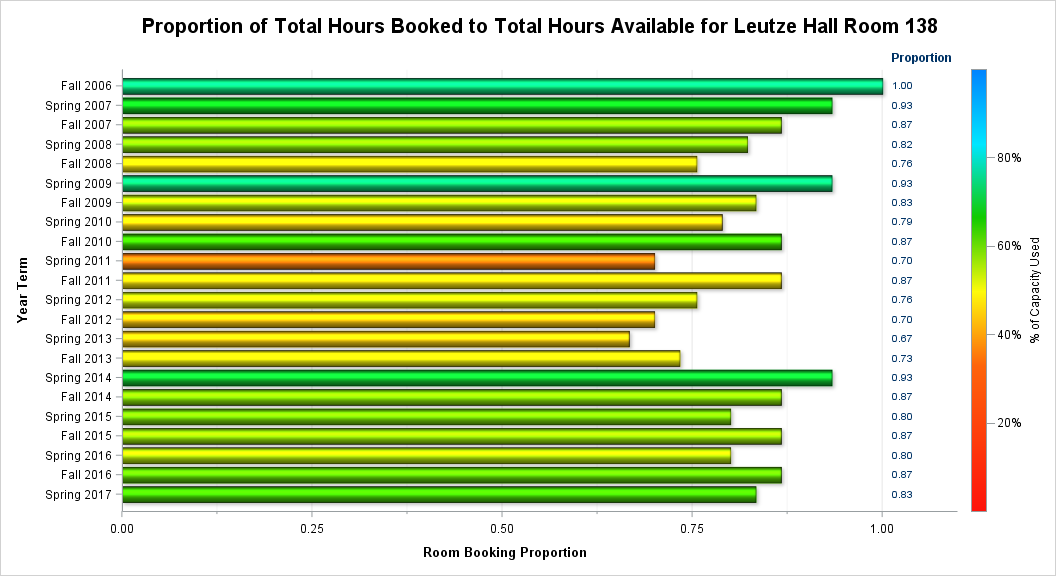 Proportion of Total Hours Booked to Total Hours Available for Leutze Hall Room 138
Proportion
Fall 2006 1.00
Spring 2007 0.93
Fall 2007 0.87
Spring 2008 0.82
Fall 2008 0.76
Spring 2009 0.93
Fall 2009 0.83
Spring 2010 0.79
Fall 2010 0.87
Spring 2011 0.70
Fall 2011 0.87
Spring 2012 0.76
Fall 2012 0.70
Spring 2013 0.67
Fall 2013 0.73
Spring 2014 0.93
Fall 2014 0.87
Spring 2015 0.80
Fall 2015 0.87
Spring 2016 0.80
Fall 2016 0.87
Spring 2017 0.83
Year Term
0.00 0.25 0.50 0.75 1.00
Room Booking Proportion
80%
60%
40%
20%
% of Capacity Used